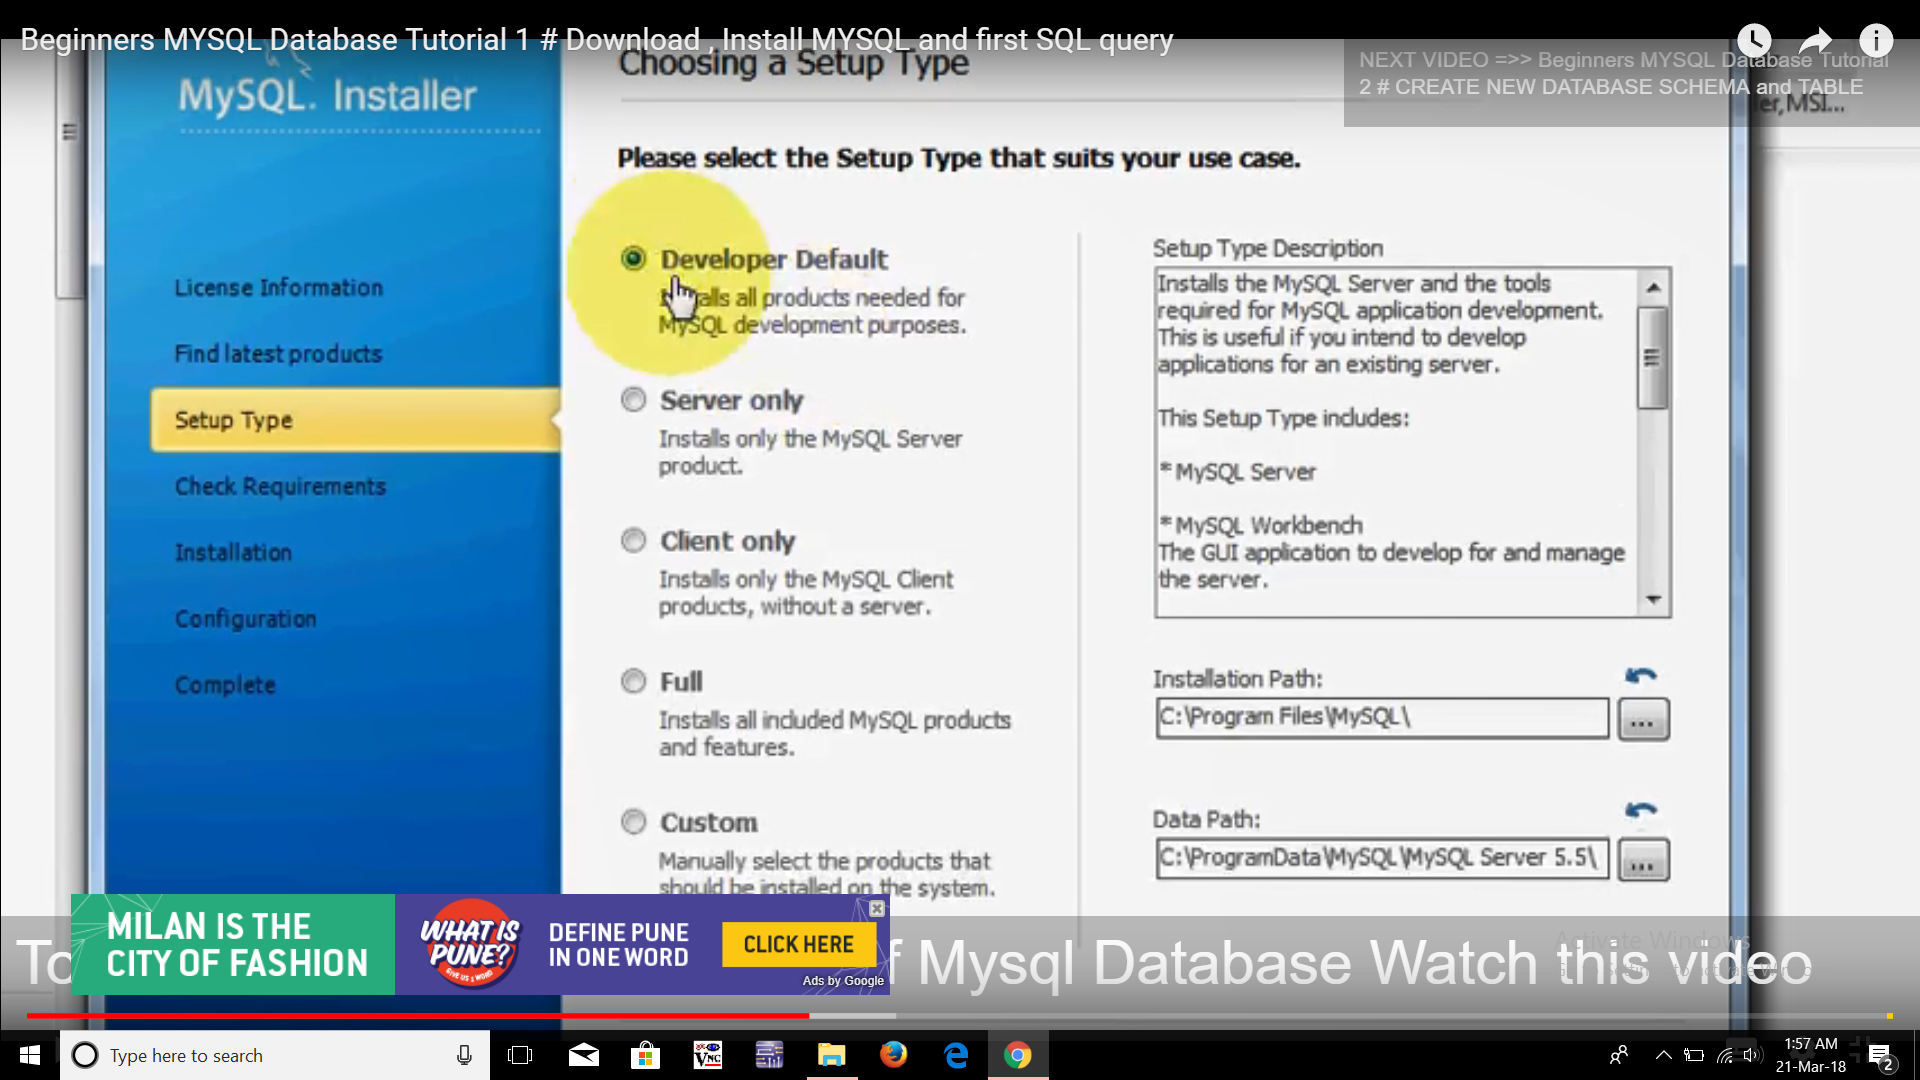 Beginners MYSQL Database Tutorial 1 # Download , Install MYSQL and first SQL query
NEXT VIDEO =>> Beginners MYSQL Database Tutorial
2 # CREATE NEW DATABASE SCHEMA and TABLE
MySQL. Installer
License Information
Find latest products
Setup Type
Check Requirements
Installation
Configuration
Complete
Choosing a Setup Type
Please select the Setup Type that suits your use case.
Developer Default
all products needed for
MySQL development purposes.
Server only
Installs only the MySQL Server
product.
Client only
Installs only the MySQL Client
products, without a server.
Full
Installs all included MySQL products
and features.
Custom
Manually select the products that
should be installed on the system.
Setup Type Description
Installs the MySQL Server and the tools
required for MySQL application development.
This is useful if you intend to develop
applications for an existing server.
This Setup Type includes:
* MySQL Server
* MySQL Workbench
The GUI application to develop for and manage
the server.
Installation Path:
C:\Program Files\MySQL\
...
Data Path:
C:\ProgramData\MySQL\MySQL Server 5.5\
...
MILAN IS THE
CITY OF FASHION
WHAT IS
PUNE?
GIVE US 1 WORD
DEFINE PUNE
IN ONE WORD
CLICK HERE
Ads by Google
Mysql Database Watch this video
Activate Windows
Type here to search
VNC
1:57 AM
21-Mar-18
2